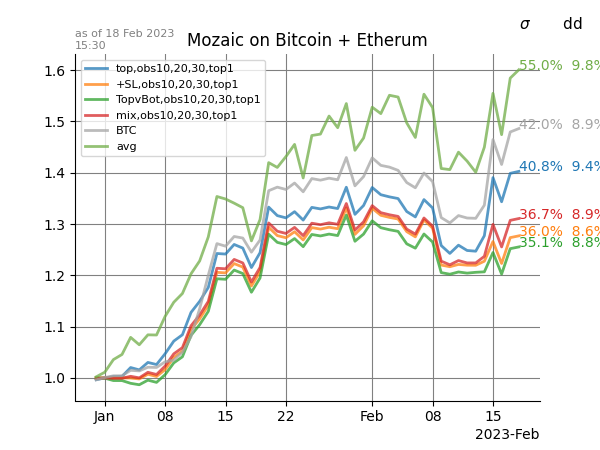 as of 18 Feb 2023
15:30
σ dd
Mozaic on Bitcoin + Etherum
top,obs10,20,30,top1
+SL,obs10,20,30,top1
TopvBot,obs10,20,30,top1
mix,obs10,20,30,top1
BTC
avg
1.6
1.5
1.4
1.3
1.2
1.1
1.0
55.0% 9.8%
42.0% 8.9%
40.8% 9.4%
36.7% 8.9%
36.0% 8.6%
35.1% 8.8%
Jan 08 15 22 Feb 08 15
2023-Feb